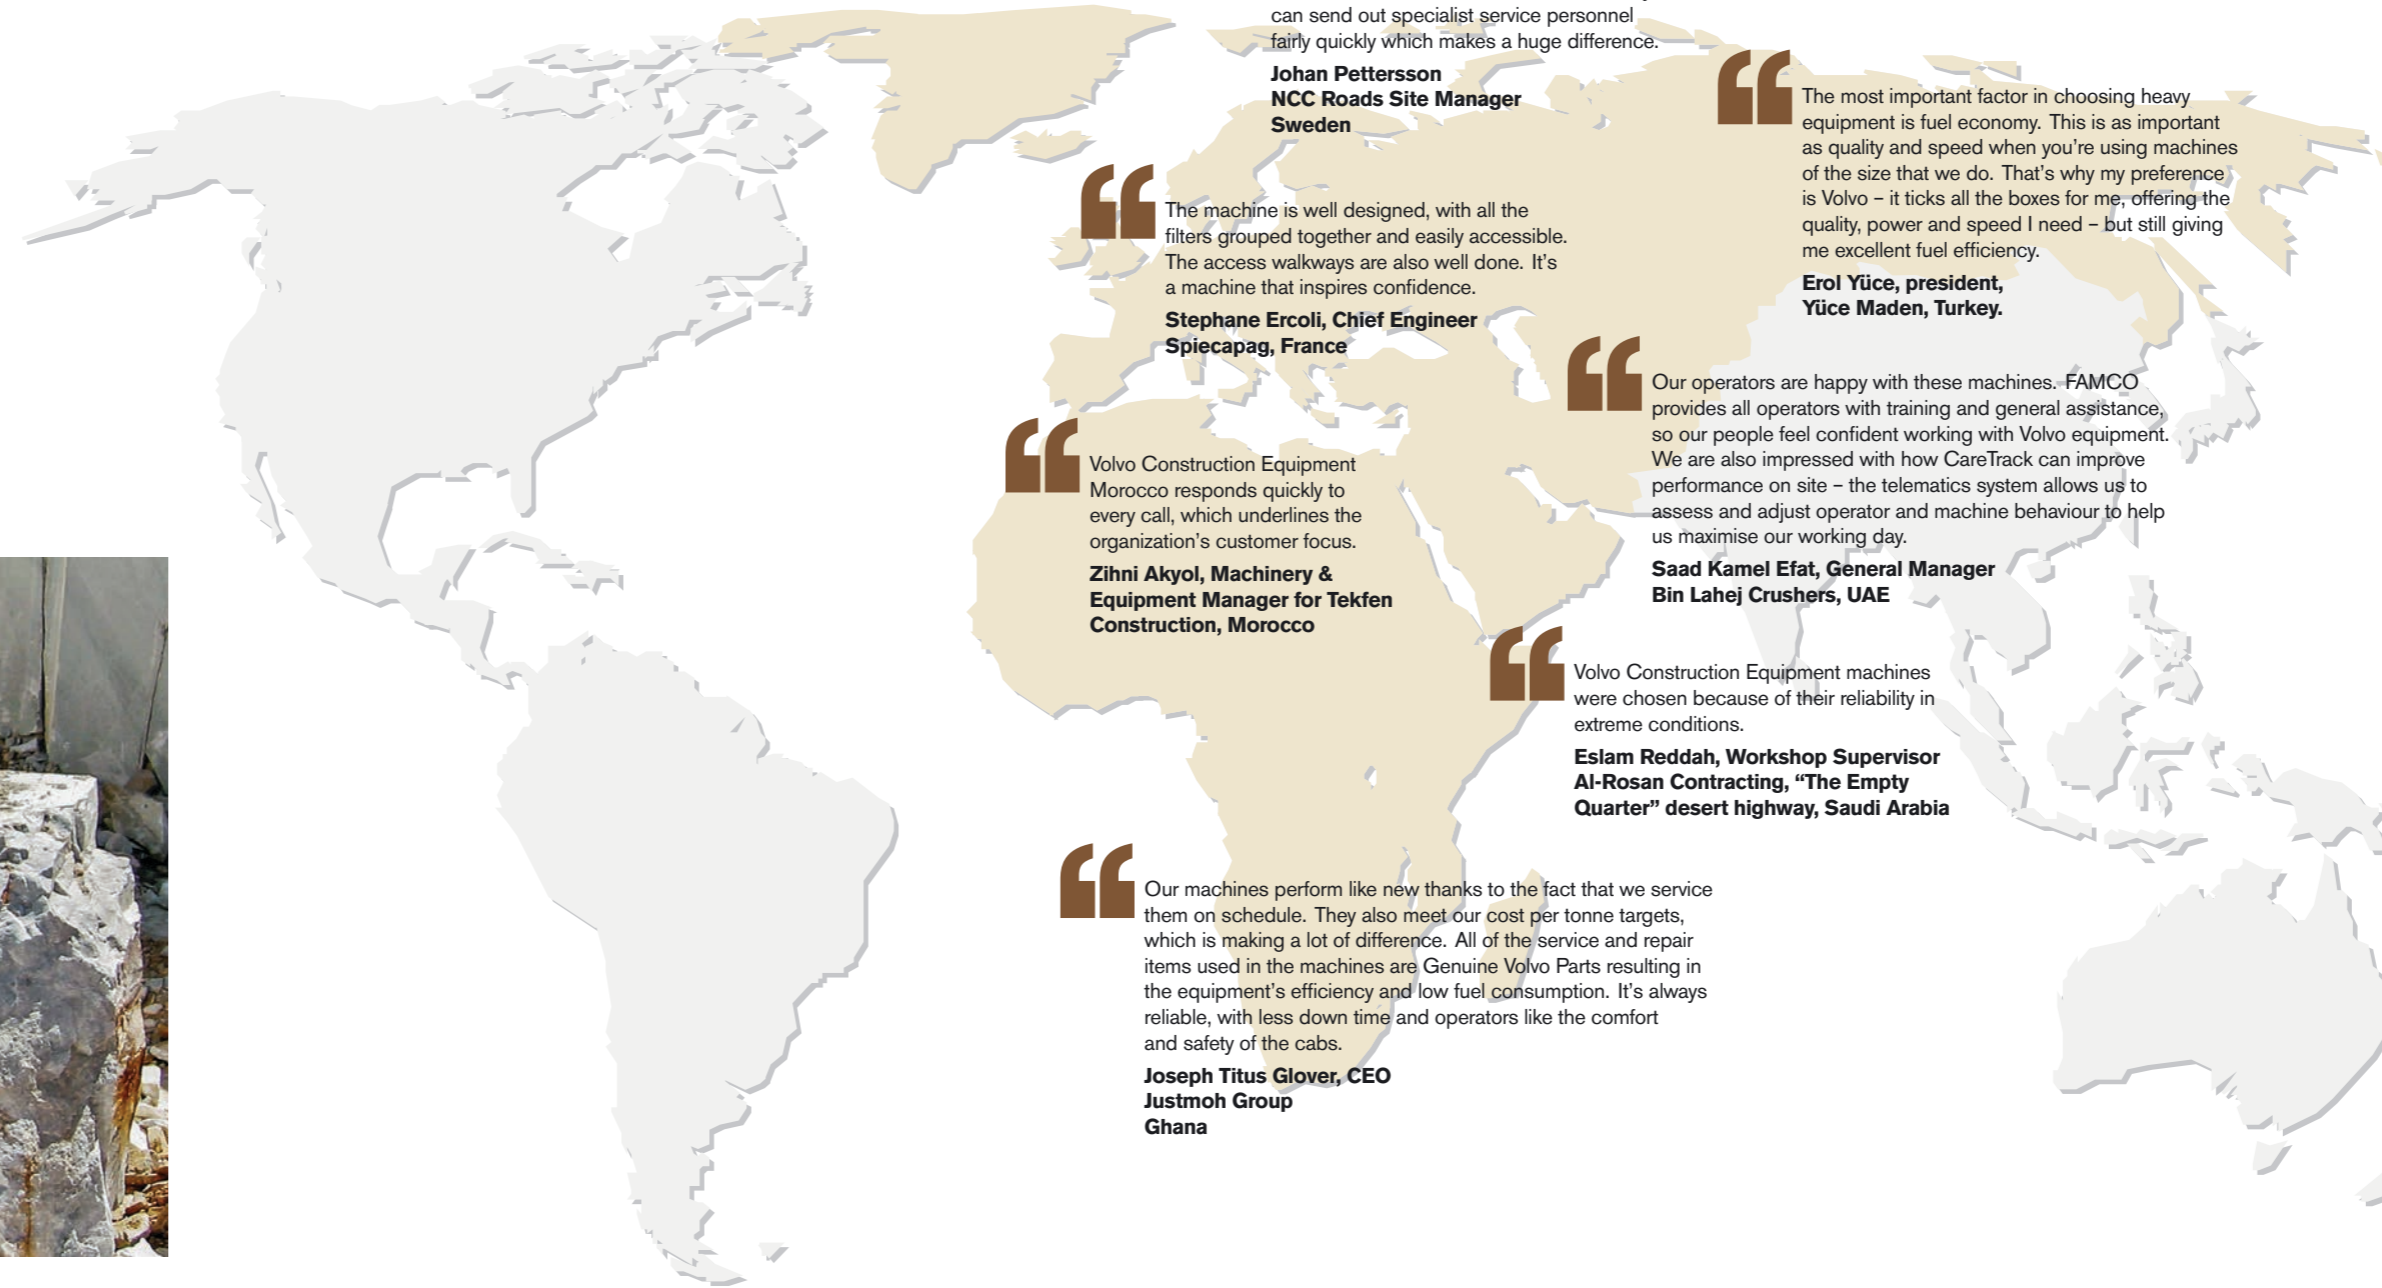 can send out specialist service personnel
fairly quickly which makes a huge difference.
Johan Pettersson
NCC Roads Site Manager
Sweden
The most important factor in choosing heavy
equipment is fuel economy. This is as important
as quality and speed when you're using machines
of the size that we do. That's why my preference
is Volvo – it ticks all the boxes for me, offering the
quality, power and speed I need – but still giving
me excellent fuel efficiency.
Erol Yüce, president,
Yüce Maden, Turkey.
The machine is well designed, with all the
filters grouped together and easily accessible.
The access walkways are also well done. It's
a machine that inspires confidence.
Stephane Ercoli, Chief Engineer
Spiecapag, France
Our operators are happy with these machines. FAMCO
provides all operators with training and general assistance,
so our people feel confident working with Volvo equipment.
We are also impressed with how CareTrack can improve
performance on site – the telematics system allows us to
assess and adjust operator and machine behaviour to help
us maximise our working day.
Saad Kamel Efat, General Manager
Bin Lahej Crushers, UAE
Volvo Construction Equipment
Morocco responds quickly to
every call, which underlines the
organization's customer focus.
Zihni Akyol, Machinery &
Equipment Manager for Tekfen
Construction, Morocco
Volvo Construction Equipment machines
were chosen because of their reliability in
extreme conditions.
Eslam Reddah, Workshop Supervisor
Al-Rosan Contracting, “The Empty
Quarter” desert highway, Saudi Arabia
Our machines perform like new thanks to the fact that we service
them on schedule. They also meet our cost per tonne targets,
which is making a lot of difference. All of the service and repair
items used in the machines are Genuine Volvo Parts resulting in
the equipment's efficiency and low fuel consumption. It's always
reliable, with less down time and operators like the comfort
and safety of the cabs.
Joseph Titus Glover, CEO
Justmoh Group
Ghana